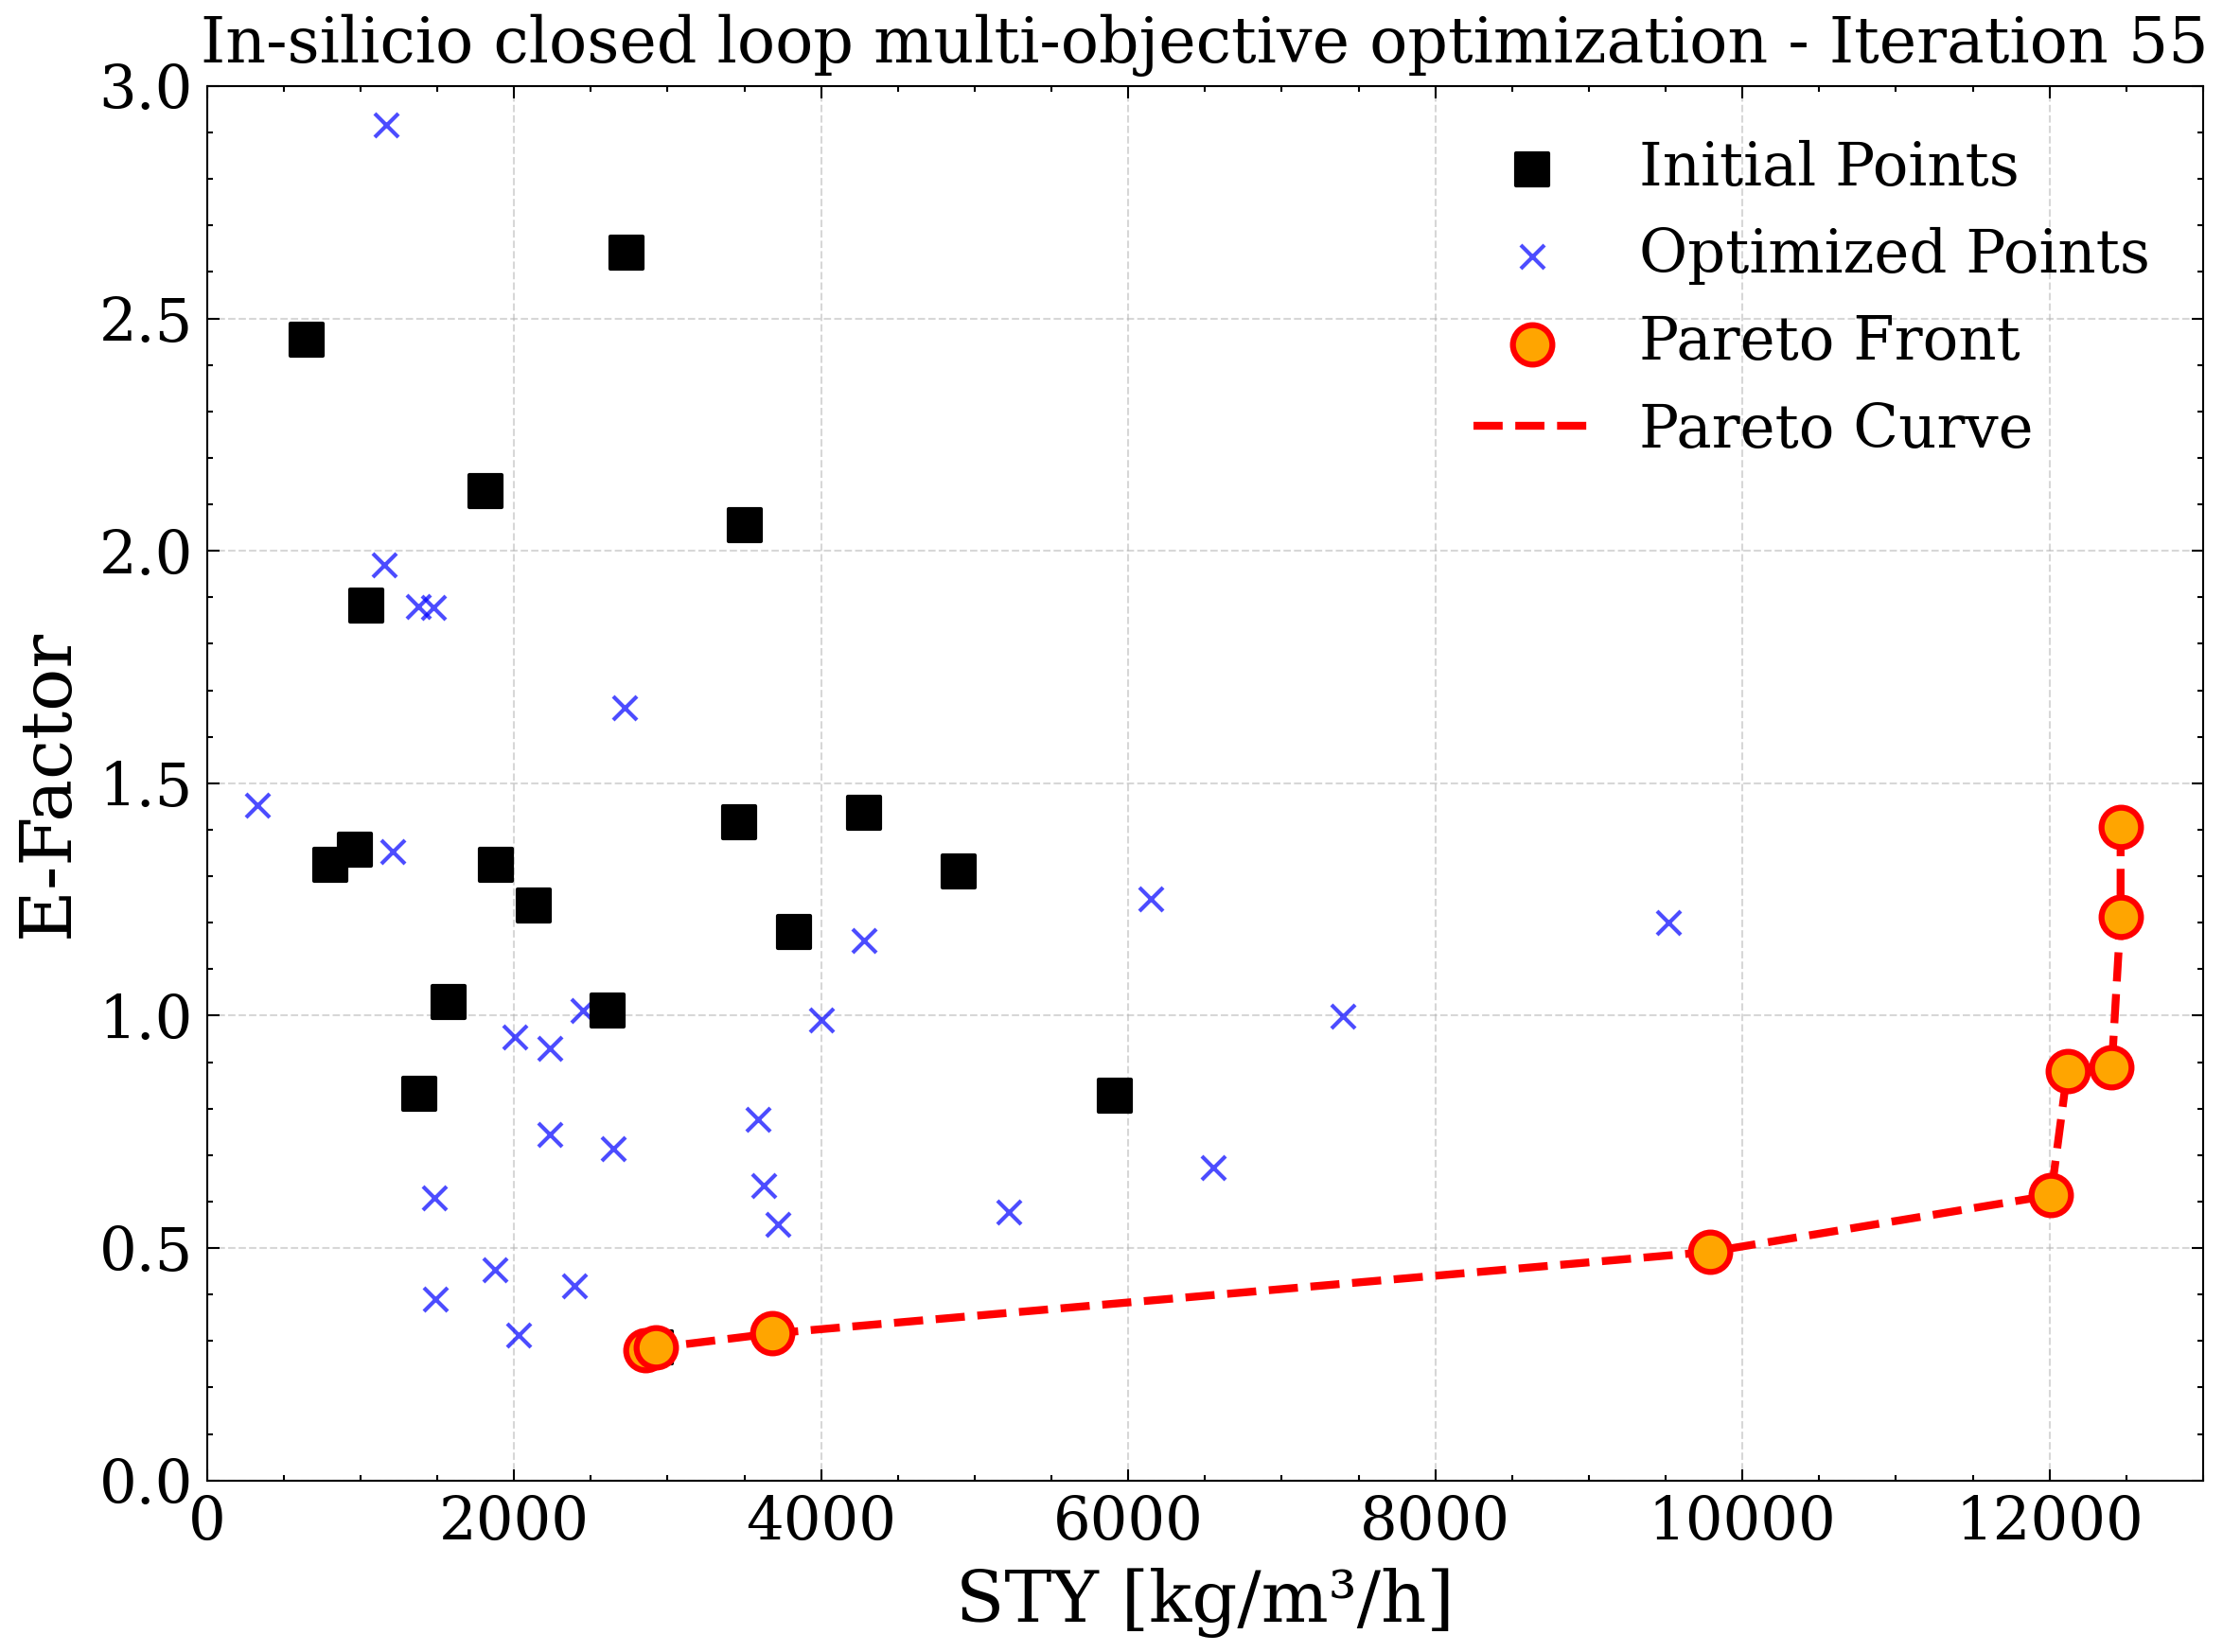 In-silicio closed loop multi-objective optimization - Iteration 55
3.0
2.5
2.0
1.5
1.0
0.5
0.0
E-Factor
Initial Points
Optimized Points
Pareto Front
Pareto Curve
0 2000 4000 6000 8000 10000 12000
STY [kg/m³/h]